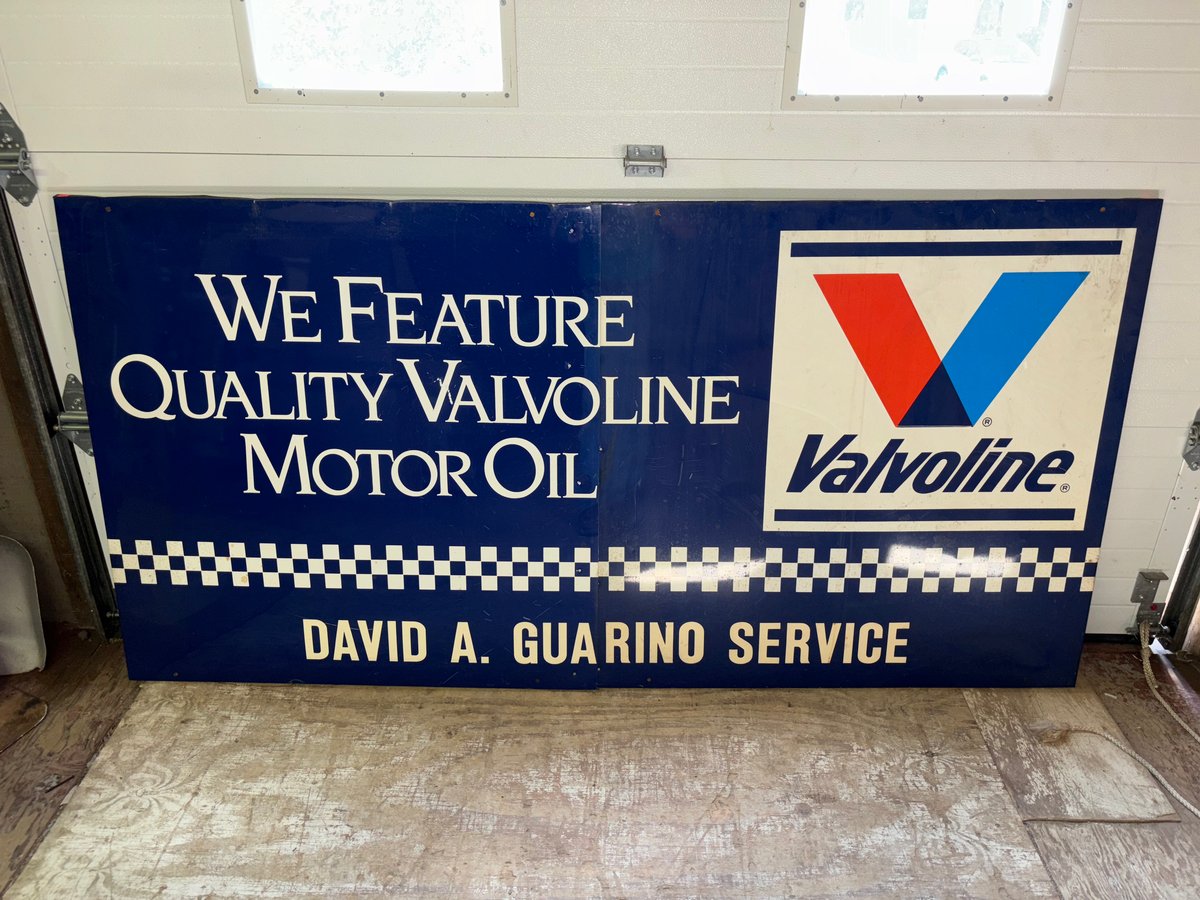 WE FEATURE
QUALITY VALVOLINE
MOTOR OIL
V®
Valvoline®
DAVID A. GUARINO SERVICE